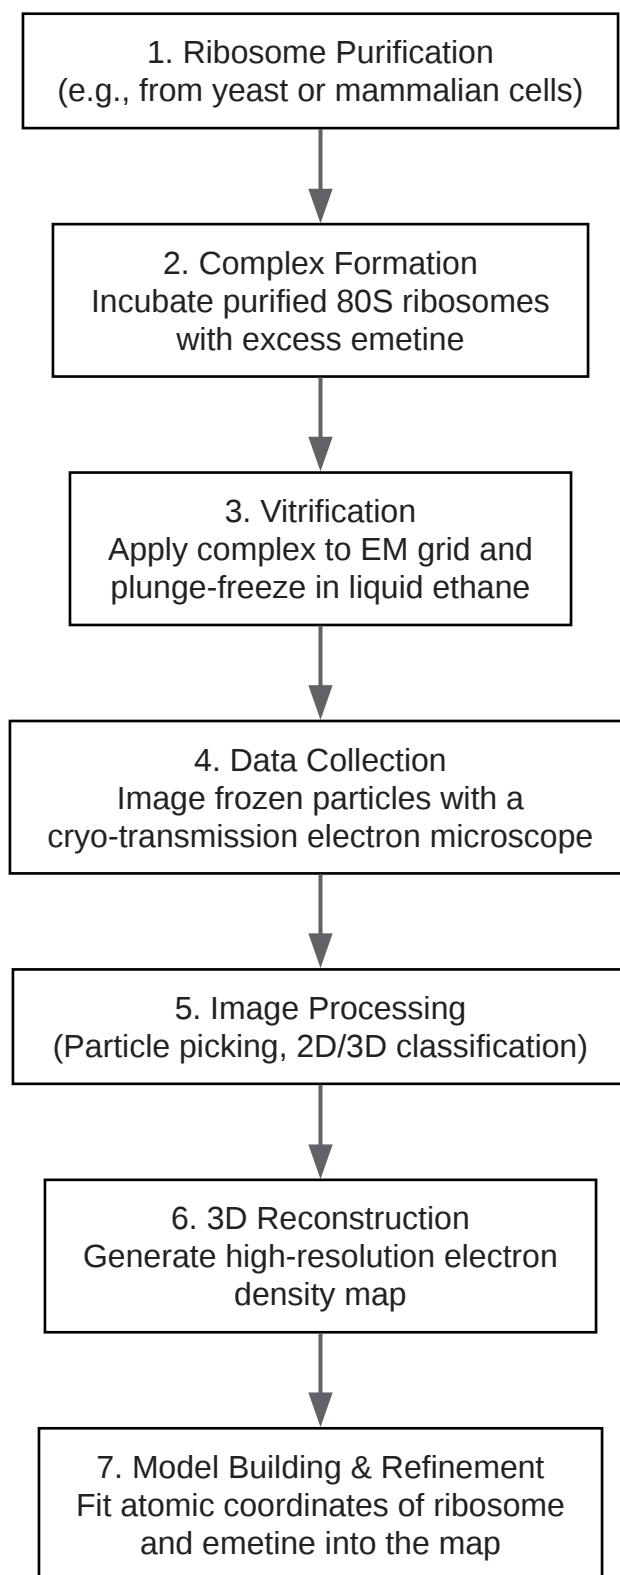 1. Ribosome Purification
(e.g., from yeast or mammalian cells)
2. Complex Formation
Incubate purified 80S ribosomes
with excess emetine
3. Vitrification
Apply complex to EM grid and
plunge-freeze in liquid ethane
4. Data Collection
Image frozen particles with a
cryo-transmission electron microscope
5. Image Processing
(Particle picking, 2D/3D classification)
6. 3D Reconstruction
Generate high-resolution electron
density map
7. Model Building & Refinement
Fit atomic coordinates of ribosome
and emetine into the map